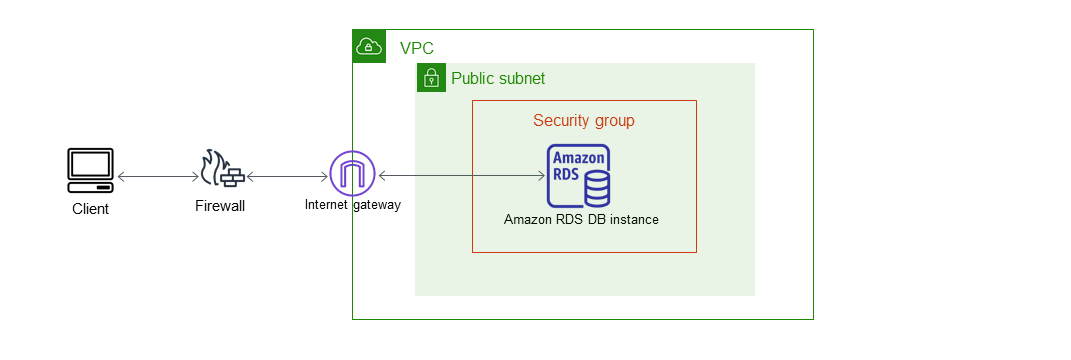 VPC
Public subnet
Security group
Amazon
RDS
Client
Firewall
Internet gateway
Amazon RDS DB instance